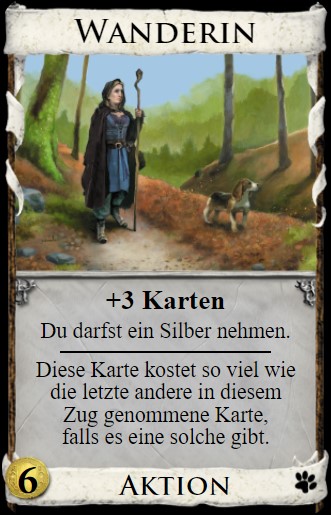 WANDERIN
+3 Karten
Du darfst ein Silber nehmen.
Diese Karte kostet so viel wie
die letzte andere in diesem
Zug genommene Karte,
falls es eine solche gibt.
6
AKTION